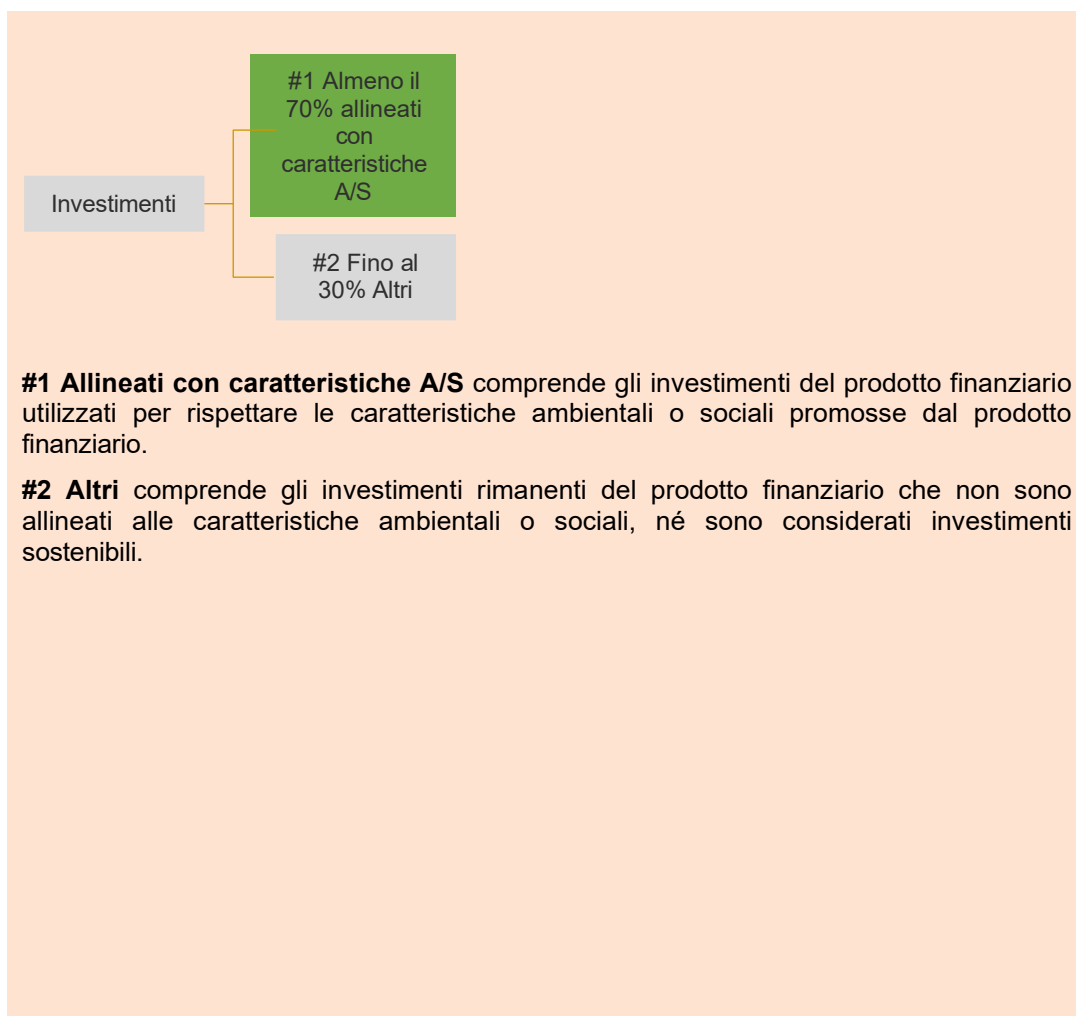 #1 Almeno il
70% allineati
con
caratteristiche
A/S
Investimenti
#2 Fino al
30% Altri
#1 Allineati con caratteristiche A/S comprende gli investimenti del prodotto finanziario
utilizzati per rispettare le caratteristiche ambientali o sociali promosse dal prodotto
finanziario.
#2 Altri comprende gli investimenti rimanenti del prodotto finanziario che non sono
allineati alle caratteristiche ambientali o sociali, né sono considerati investimenti
sostenibili.